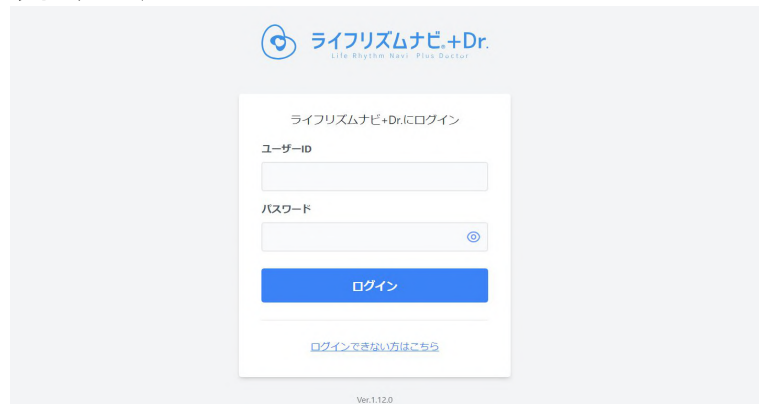 ライフリズムナビ®+Dr.
Life Rhythm Navi Plus Doctor
ライフリズムナビ+Dr.にログイン
ユーザーID
パスワード
ログイン
ログインできない方はこちら
Ver.1.12.0